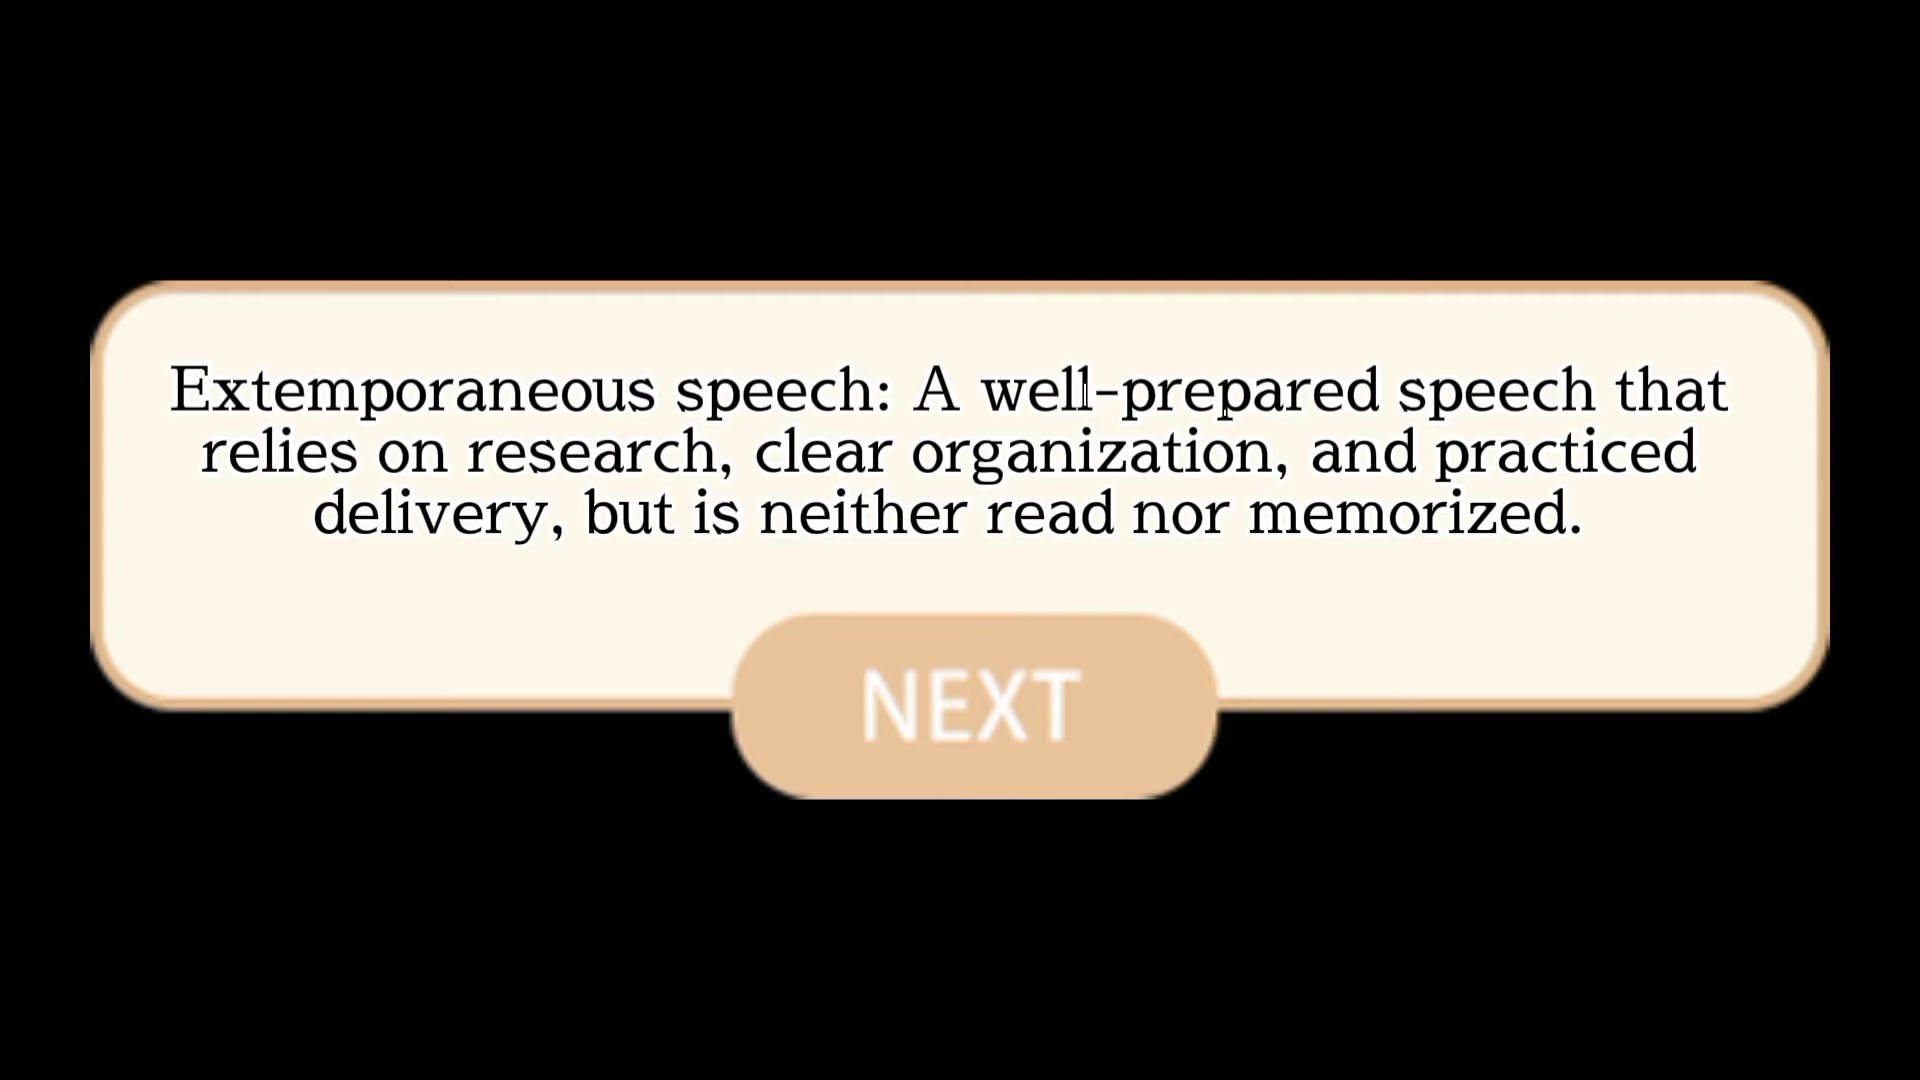 Extemporaneous speech: A well-prepared speech that
relies on research, clear organization, and practiced
delivery, but is neither read nor memorized.
NEXT